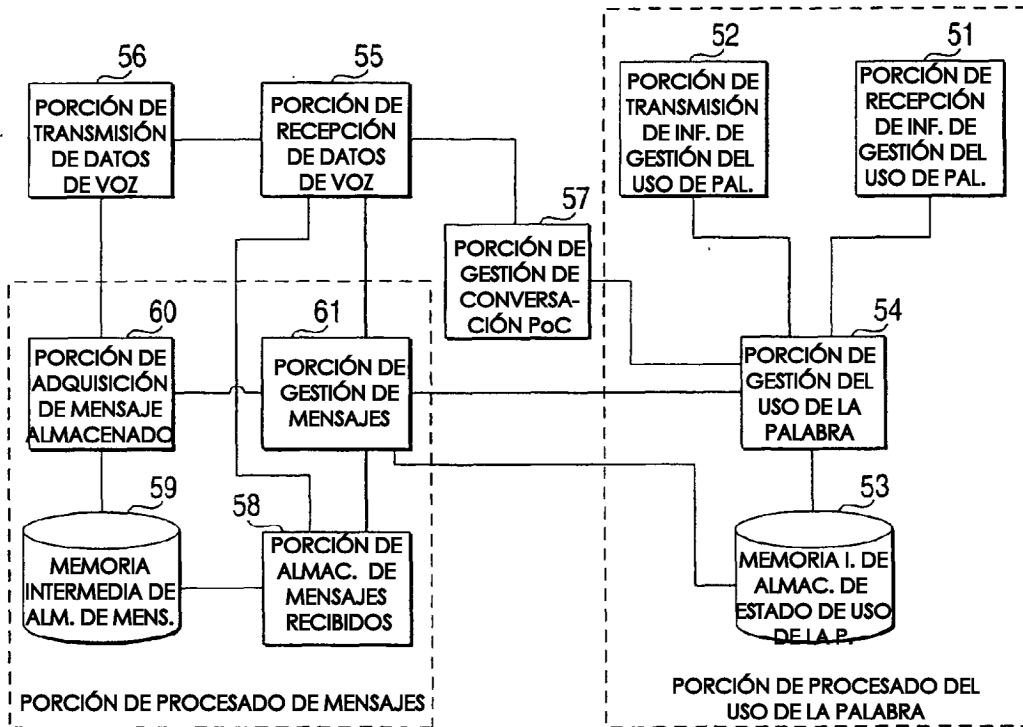 56
PORCIÓN DE
TRANSMISIÓN
DE DATOS
DE VOZ
55
PORCIÓN DE
RECEPCIÓN
DE DATOS
DE VOZ
52
PORCIÓN DE
TRANSMISIÓN
DE INF. DE
GESTIÓN DEL
USO DE PAL.
51
PORCIÓN DE
RECEPCIÓN
DE INF. DE
GESTIÓN DEL
USO DE PAL.
57
PORCIÓN DE
GESTIÓN DE
CONVERSA-
CIÓN PoC
60
PORCIÓN DE
ADQUISICIÓN
DE MENSAJE
ALMACENADO
61
PORCIÓN DE
GESTIÓN DE
MENSAJES
54
PORCIÓN DE
GESTIÓN DEL
USO DE LA
PALABRA
59
MEMORIA
INTERMEDIA DE
ALM. DE MENS.
58
PORCIÓN DE
ALMAC. DE
MENSAJES
RECIBIDOS
53
MEMORIA I. DE
ALMAC. DE
ESTADO DE USO
DE LA P.
PORCIÓN DE PROCESADO DE MENSAJES
PORCIÓN DE PROCESADO DEL
USO DE LA PALABRA